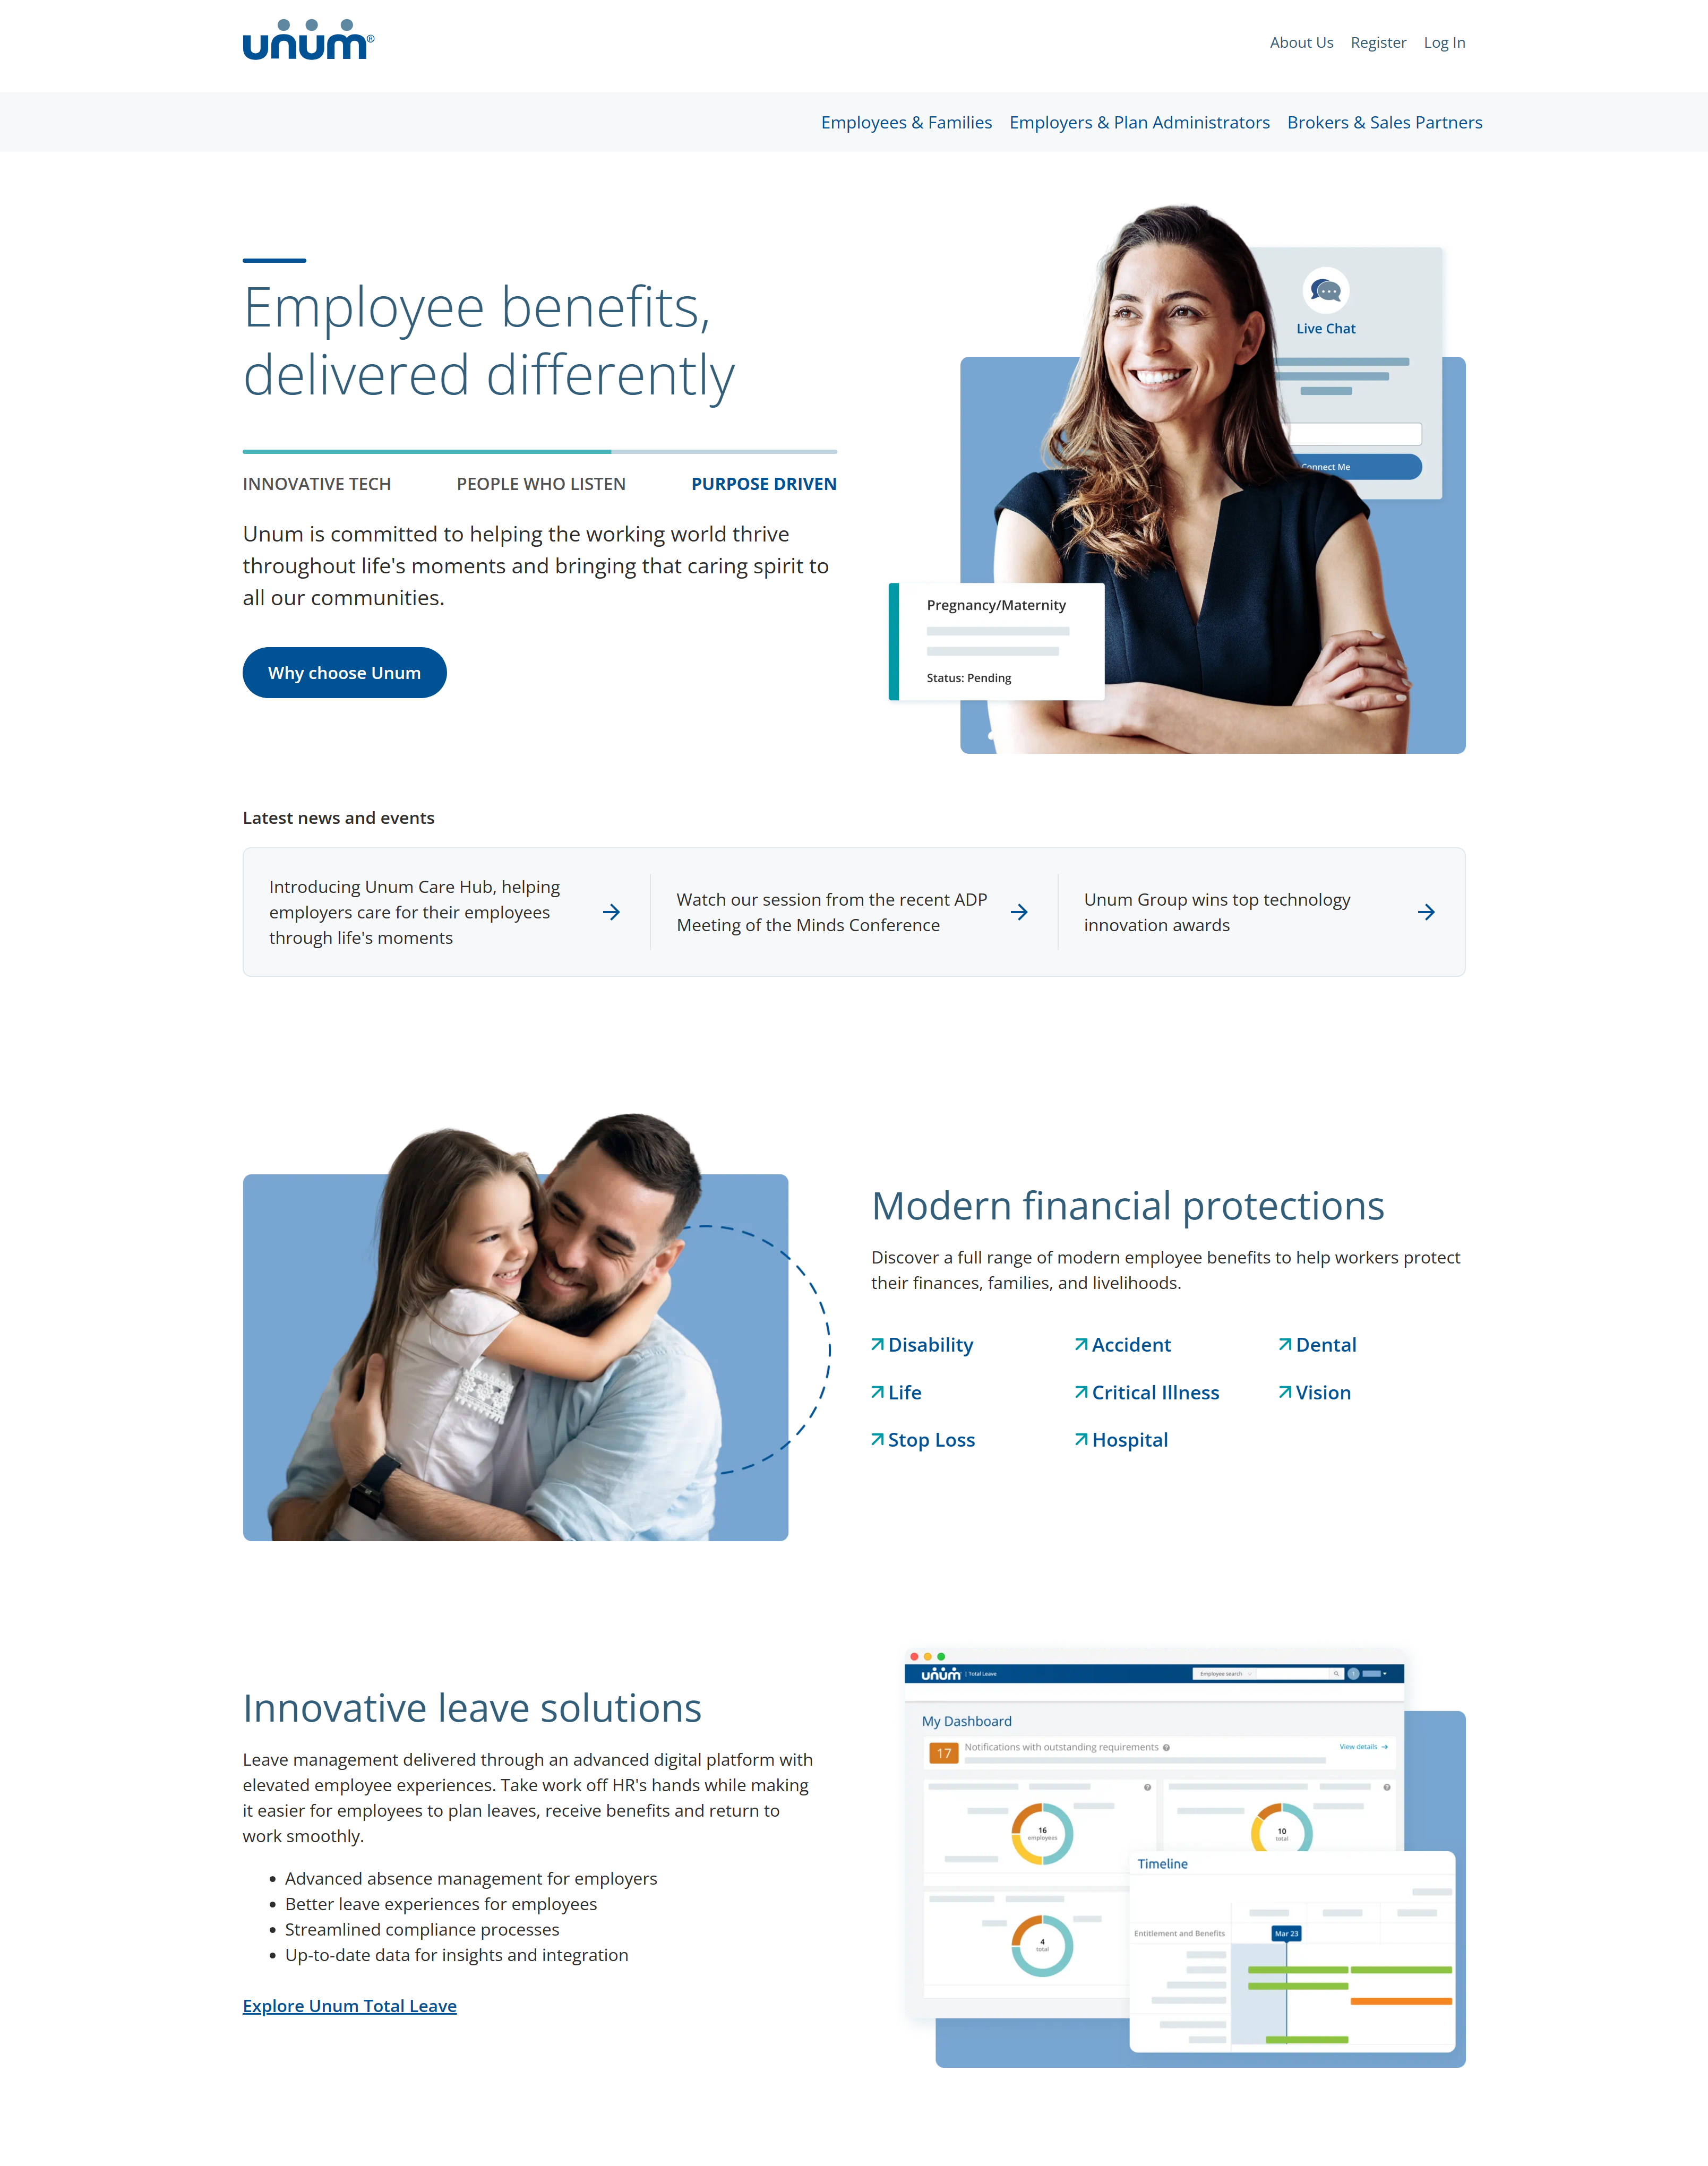 unum®
About Us Register Log In
Employees & Families Employers & Plan Administrators Brokers & Sales Partners
Employee benefits,
delivered differently
INNOVATIVE TECH PEOPLE WHO LISTEN PURPOSE DRIVEN
Unum is committed to helping the working world thrive
throughout life's moments and bringing that caring spirit to
all our communities.
Why choose Unum
Live Chat
Connect Me
Pregnancy/Maternity
Status: Pending
Latest news and events
Introducing Unum Care Hub, helping
employers care for their employees
through life's moments
Watch our session from the recent ADP
Meeting of the Minds Conference
Unum Group wins top technology
innovation awards
Modern financial protections
Discover a full range of modern employee benefits to help workers protect
their finances, families, and livelihoods.
Disability Accident Dental
Life Critical Illness Vision
Stop Loss Hospital
Innovative leave solutions
Leave management delivered through an advanced digital platform with
elevated employee experiences. Take work off HR's hands while making
it easier for employees to plan leaves, receive benefits and return to
work smoothly.
Advanced absence management for employers
Better leave experiences for employees
Streamlined compliance processes
Up-to-date data for insights and integration
Explore Unum Total Leave
unum | Total Leave Employee search
My Dashboard
17 Notifications with outstanding requirements ? View details
16
employees
10
total
4
total
Timeline
Entitlement and Benefits Mar 23